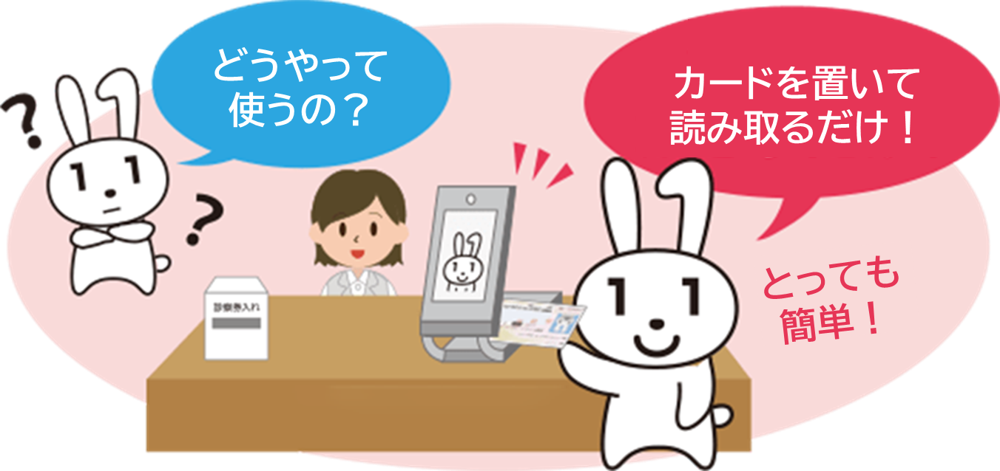 どうやって
使うの？
カードを置いて
読み取るだけ！
とっても
簡単！
診察券入れ
？
？